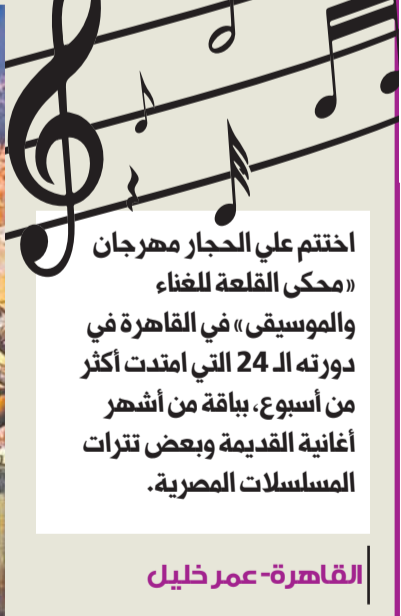 اختتم علي الحجار مهرجان
«محكى القلعة للغناء
والموسيقى» في القاهرة في
دورته الـ 24 التي امتدت أكثر
من أسبوع، بباقة من أشهر
أغانية القديمة وبعض تترات
المسلسلات المصرية.
القاهرة- عمر خليل